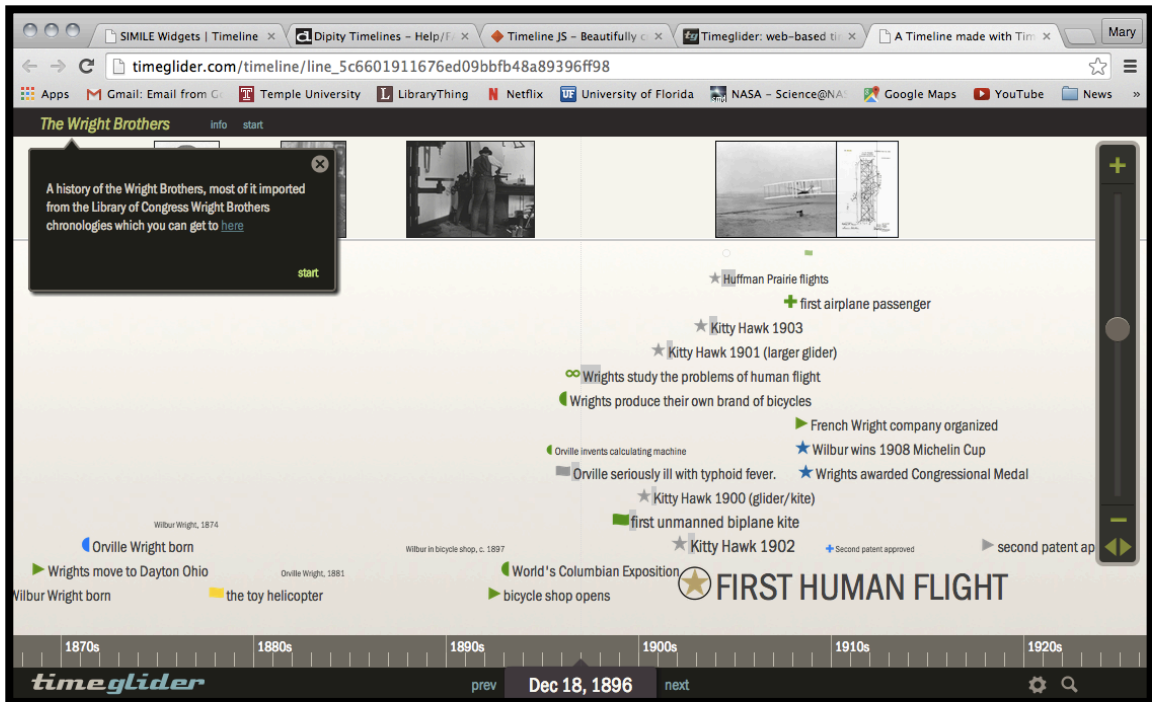 SIMILE Widgets | Timeline
Dipity Timelines – Help/FA
Timeline JS – Beautifully c
Timeglider: web-based ti
A Timeline made with Tim
Mary
timeglider.com/timeline/line_5c6601911676ed09bbfb48a89396ff98
Apps Gmail: Email from G Temple University LibraryThing Netflix University of Florida NASA – Science@NA Google Maps YouTube News »
The Wright Brothers info start
A history of the Wright Brothers, most of it imported
from the Library of Congress Wright Brothers
chronologies which you can get to here
start
Huffman Prairie flights
first airplane passenger
Kitty Hawk 1903
Kitty Hawk 1901 (larger glider)
Wrights study the problems of human flight
Wrights produce their own brand of bicycles
French Wright company organized
Orville invents calculating machine
Wilbur wins 1908 Michelin Cup
Orville seriously ill with typhoid fever.
Wrights awarded Congressional Medal
Kitty Hawk 1900 (glider/kite)
Wilbur Wright, 1874
first unmanned biplane kite
Orville Wright born
Wilbur in bicycle shop, c. 1897
Kitty Hawk 1902
Second patent approved
second patent ap
Wrights move to Dayton Ohio
Orville Wright, 1881
World's Columbian Exposition
Wilbur Wright born
the toy helicopter
bicycle shop opens
FIRST HUMAN FLIGHT
1870s 1880s 1890s 1900s 1910s 1920s
timeglider prev Dec 18, 1896 next